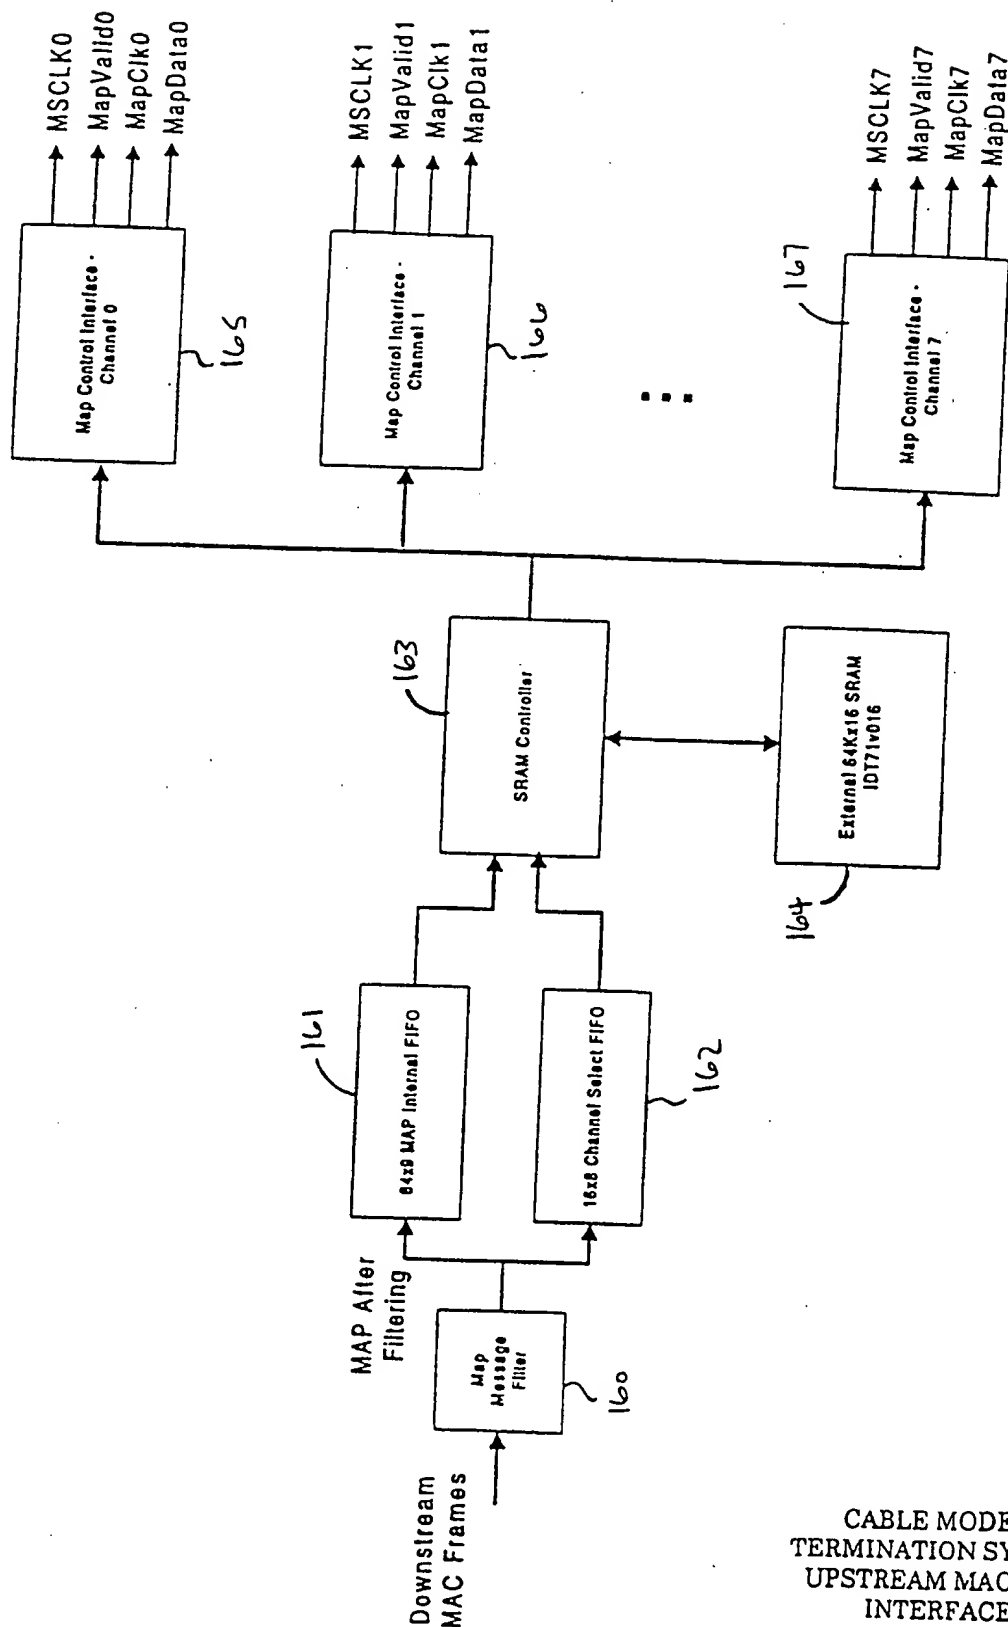 Downstream
MAC Frames
Map
Message
Filter
160
MAP After
Filtering
64x9 MAP Internal FIFO
161
16x8 Channel Select FIFO
162
SRAM Controller
163
External 64Kx16 SRAM
IDT71v016
164
Map Control Interface -
Channel 0
165
MSCLK0
MapValid0
MapClk0
MapData0
Map Control Interface -
Channel 1
166
MSCLK1
MapValid1
MapClk1
MapData1
Map Control Interface -
Channel 7
167
MSCLK7
MapValid7
MapClk7
MapData7
CABLE MODE
TERMINATION SY
UPSTREAM MAC
INTERFACE